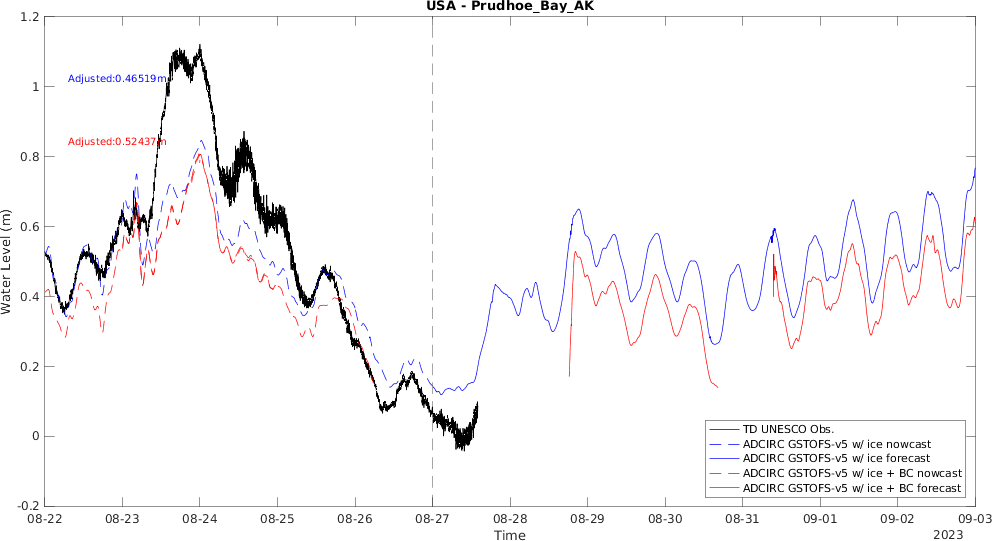 USA - Prudhoe_Bay_AK
1.2
1
0.8
0.6
0.4
0.2
0
-0.2
Water Level (m)
Adjusted:0.46519m
Adjusted:0.52437m
TD UNESCO Obs.
ADCIRC GSTOFS-v5 w/ ice nowcast
ADCIRC GSTOFS-v5 w/ ice forecast
ADCIRC GSTOFS-v5 w/ ice + BC nowcast
ADCIRC GSTOFS-v5 w/ ice + BC forecast
08-22 08-23 08-24 08-25 08-26 08-27 08-28 08-29 08-30 08-31 09-01 09-02 09-03
Time
2023